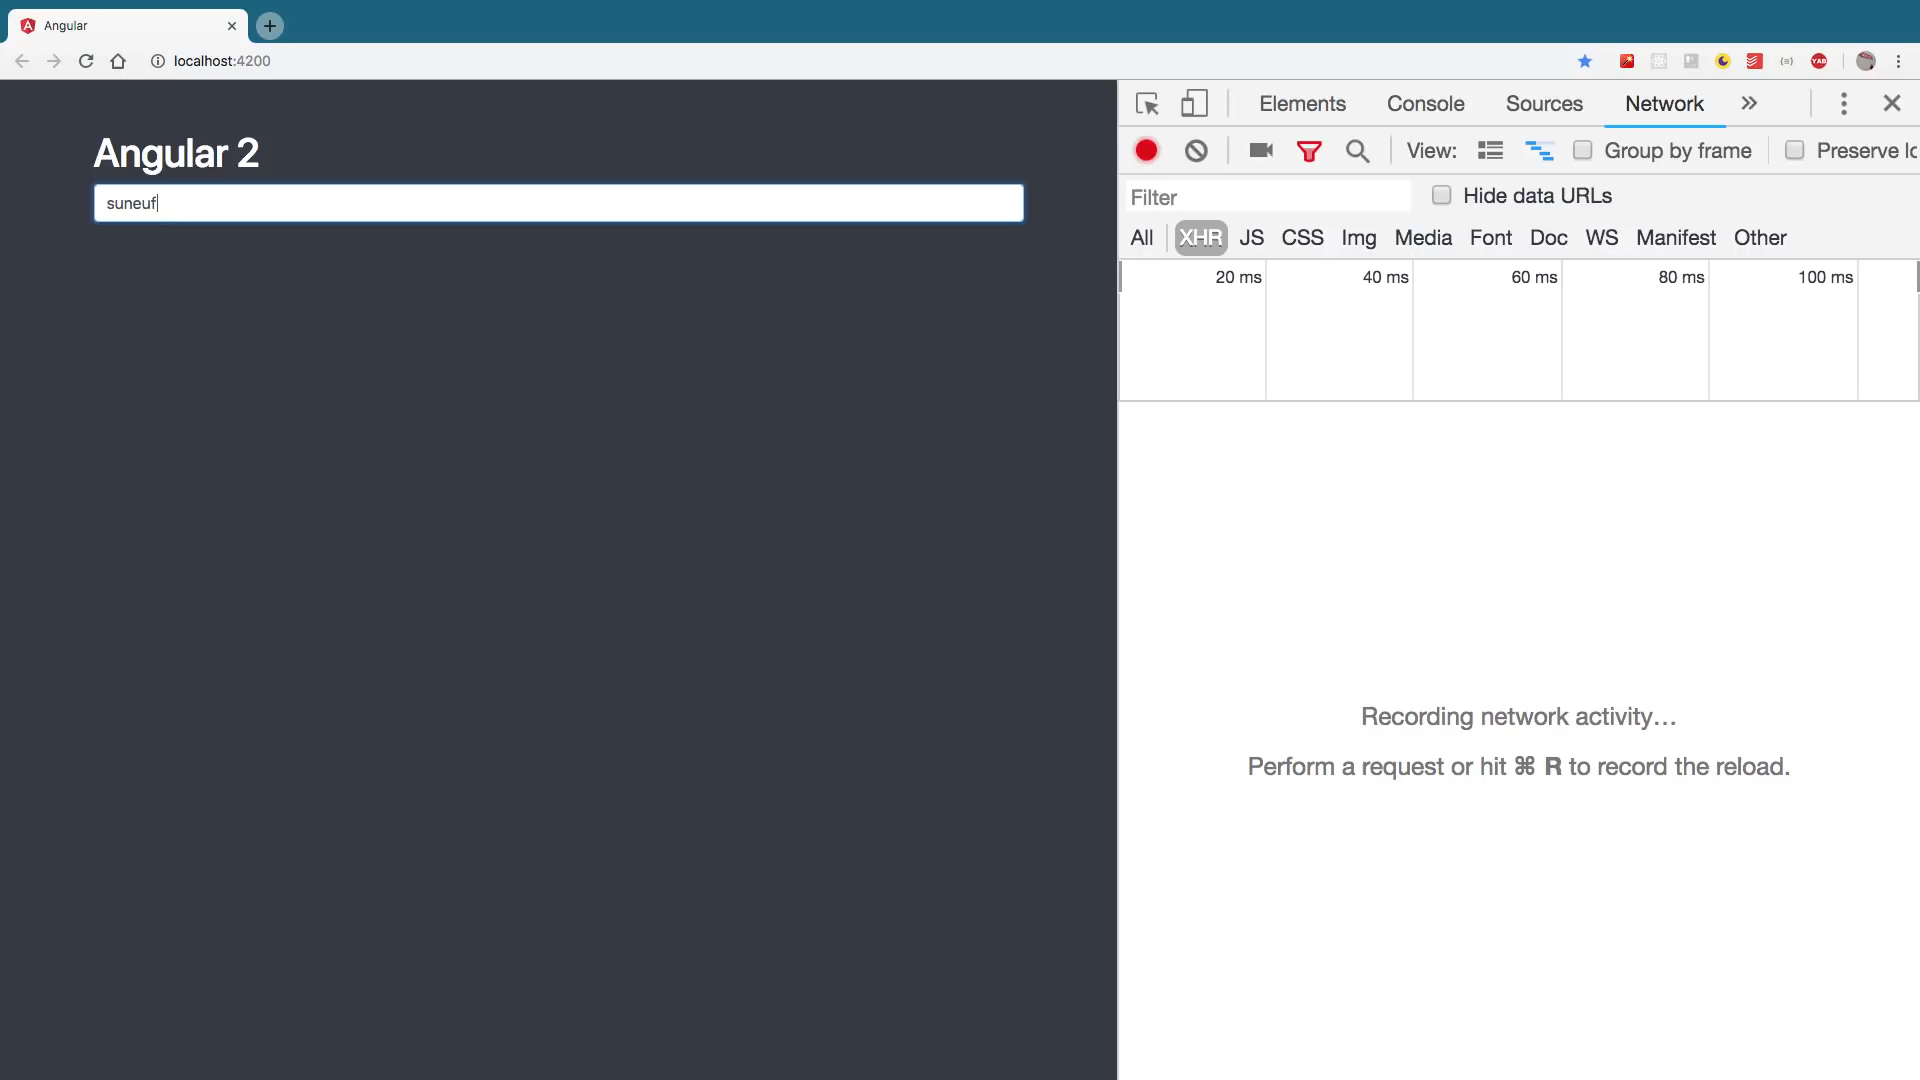 Angular
localhost:4200
YAB
Angular 2
suneuf
Elements Console Sources Network
View: Group by frame Preserve lo
Filter Hide data URLs
All XHR JS CSS Img Media Font Doc WS Manifest Other
20 ms 40 ms 60 ms 80 ms 100 ms
Recording network activity...
Perform a request or hit ⌘ R to record the reload.